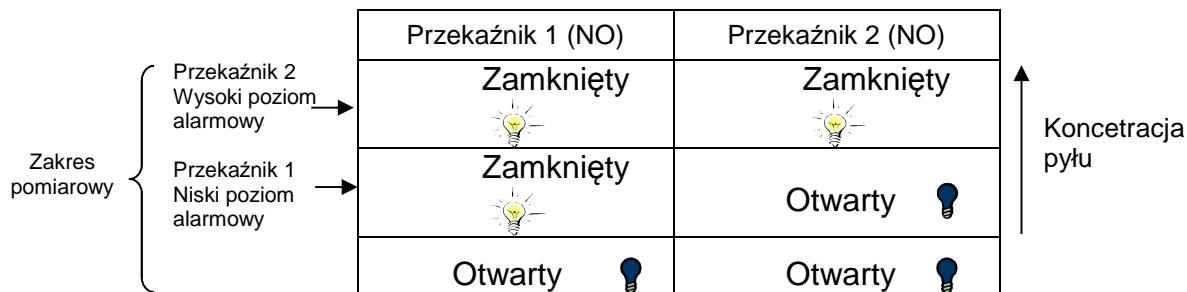 Przekaźnik 1 (NO) Przekaźnik 2 (NO)
Przekaźnik 2
Wysoki poziom
alarmowy
Zamknięty Zamknięty
Koncetracja
pyłu
Zakres
pomiarowy
Przekaźnik 1
Niski poziom
alarmowy
Zamknięty
Otwarty
Otwarty Otwarty